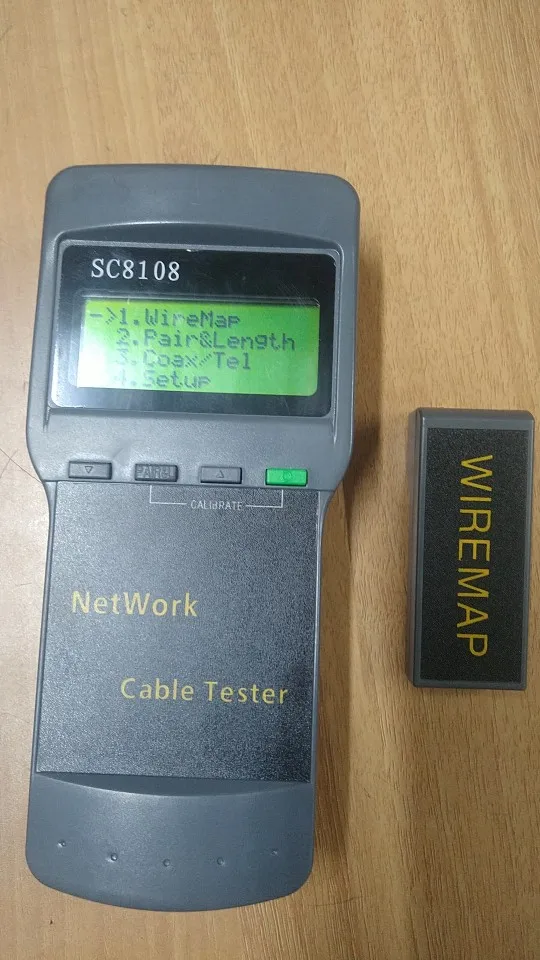 SC8108
->1.WireMap
2.Pair&Length
3.Coax/Tel
4.Setup
CALIBRATE
NetWork
Cable Tester
WIREMAP